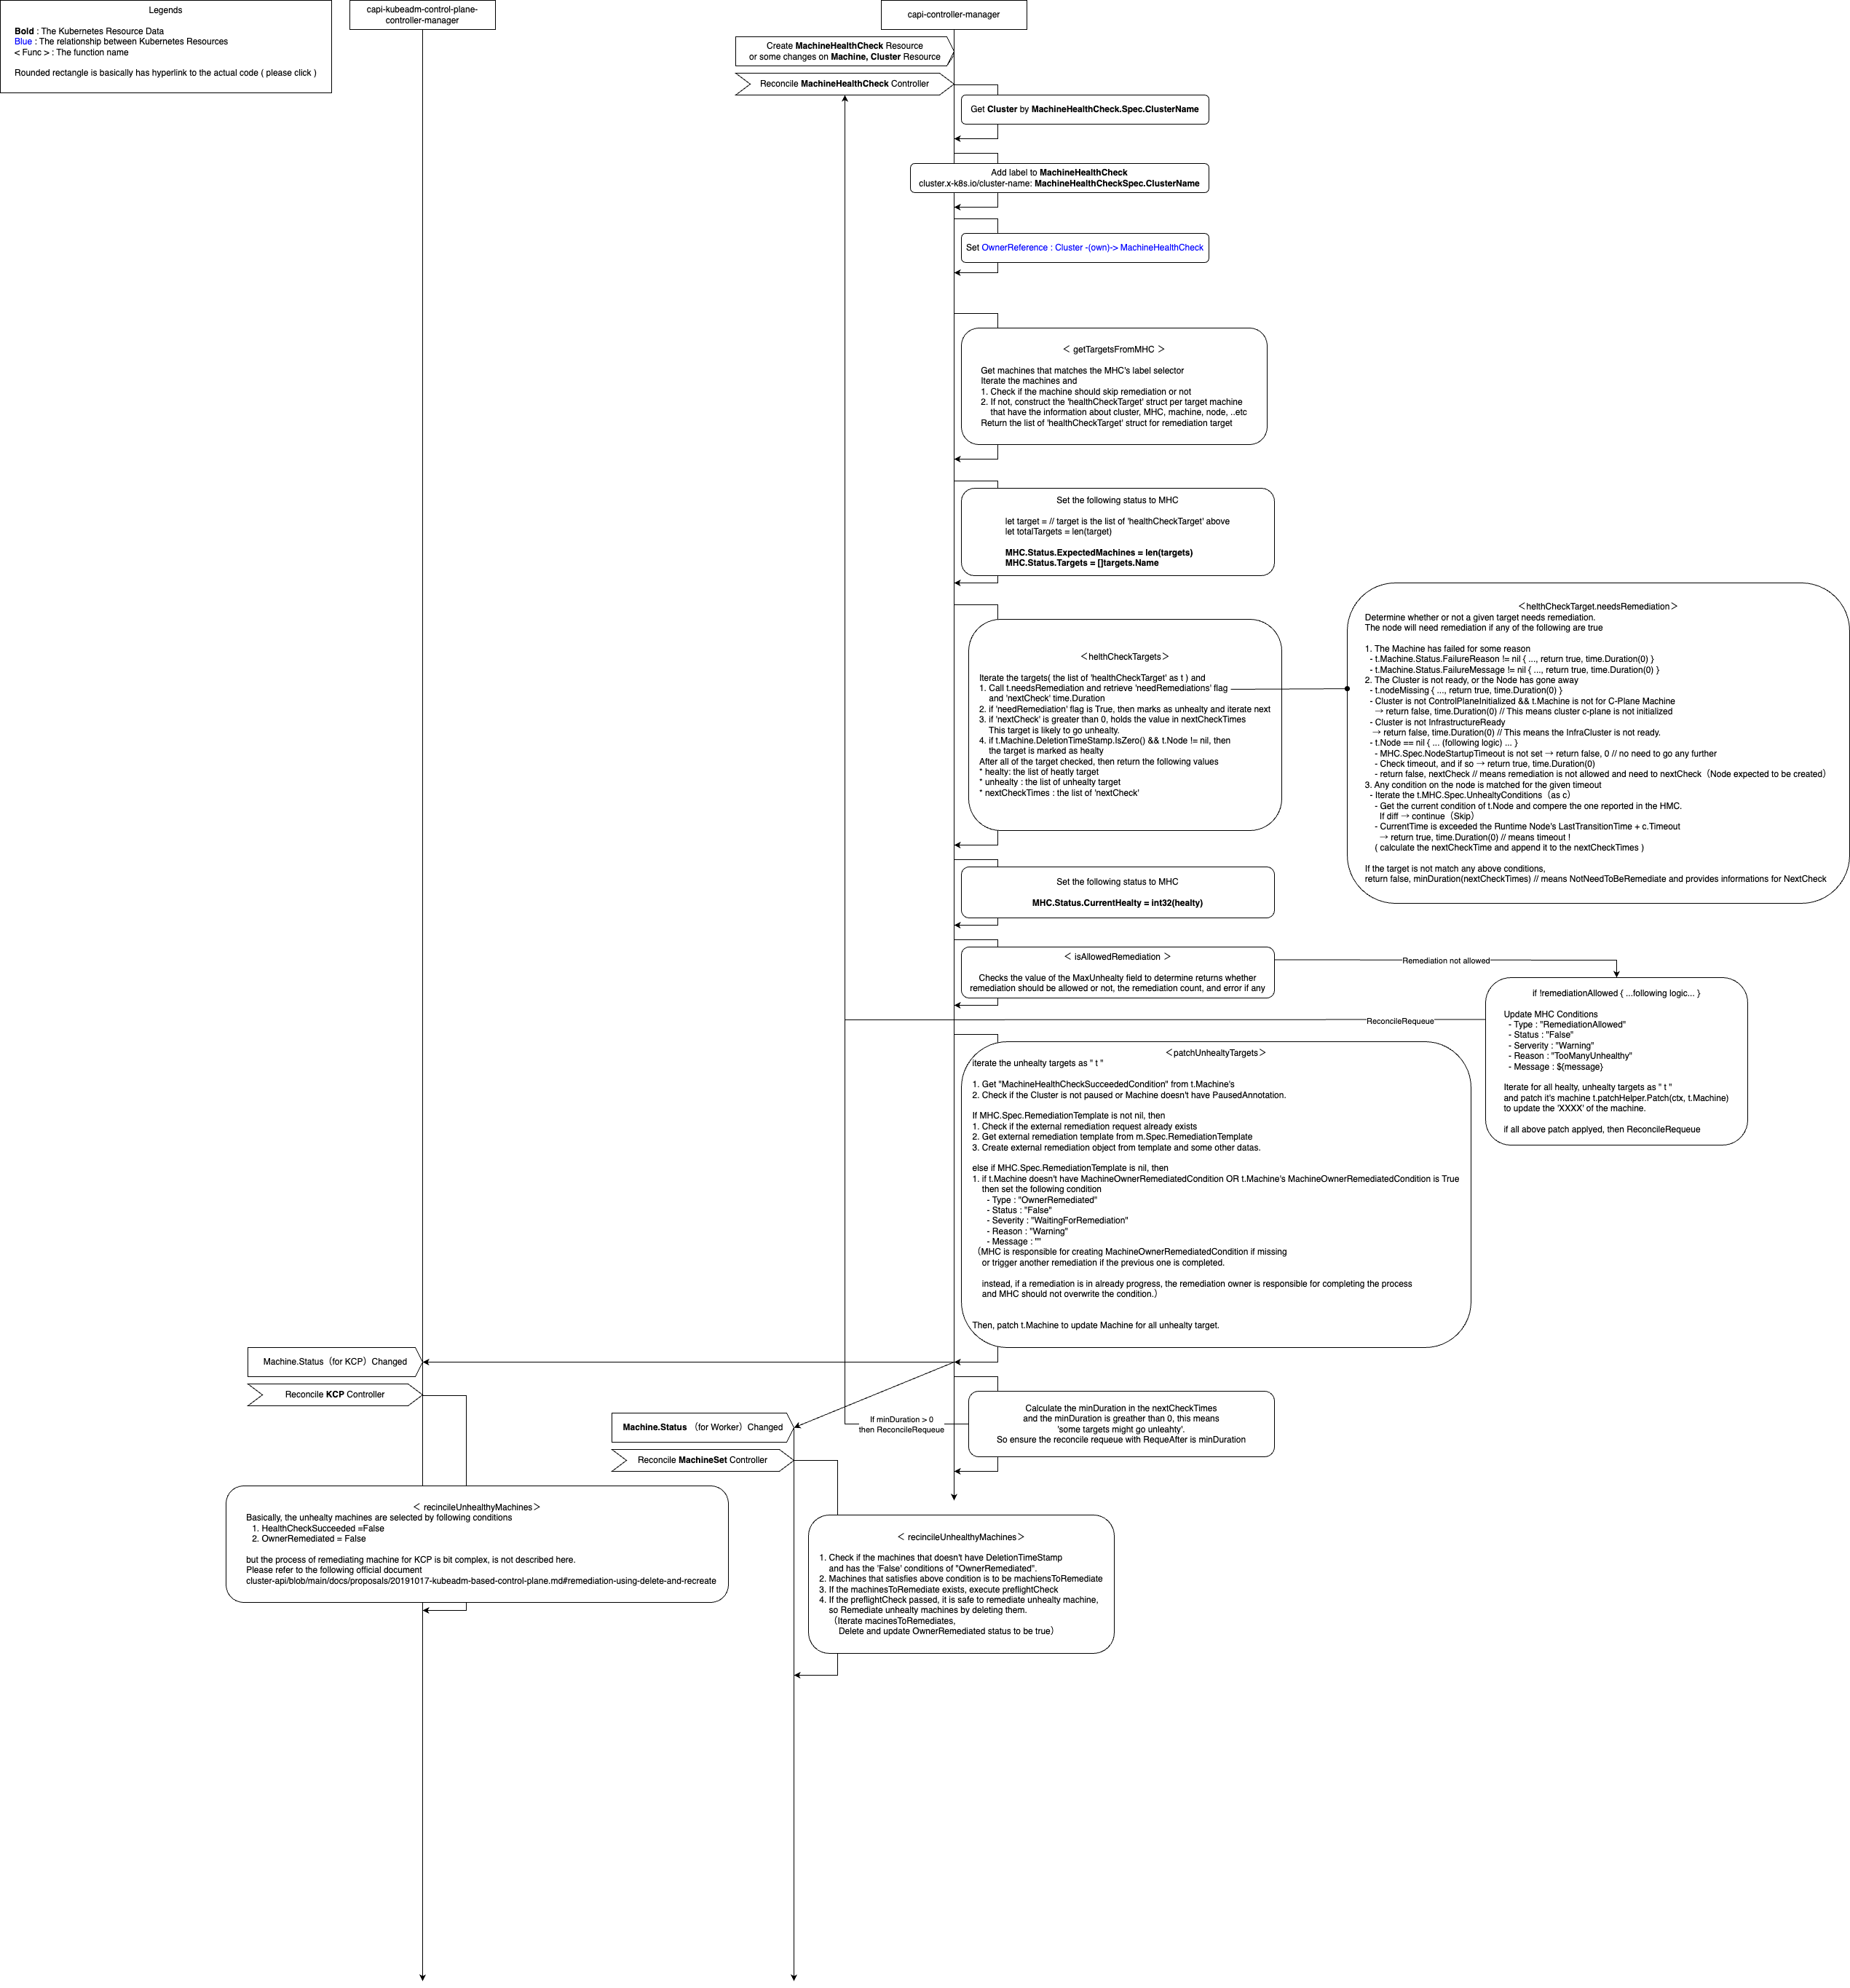 Legends
Bold : The Kubernetes Resource Data
Blue : The relationship between Kubernetes Resources
< Func > : The function name
Rounded rectangle is basically has hyperlink to the actual code ( please click )
capi-kubeadm-control-plane-
controller-manager
capi-controller-manager
Create MachineHealthCheck Resource
or some changes on Machine, Cluster Resource
Reconcile MachineHealthCheck Controller
Get Cluster by MachineHealthCheck.Spec.ClusterName
Add label to MachineHealthCheck
cluster.x-k8s.io/cluster-name: MachineHealthCheckSpec.ClusterName
Set OwnerReference : Cluster -(own)-> MachineHealthCheck
＜ getTargetsFromMHC ＞
Get machines that matches the MHC's label selector
Iterate the machines and
1. Check if the machine should skip remediation or not
2. If not, construct the 'healthCheckTarget' struct per target machine
that have the information about cluster, MHC, machine, node, ..etc
Return the list of 'healthCheckTarget' struct for remediation target
Set the following status to MHC
let target = // target is the list of 'healthCheckTarget' above
let totalTargets = len(target)
MHC.Status.ExpectedMachines = len(targets)
MHC.Status.Targets = []targets.Name
＜helthCheckTargets＞
Iterate the targets( the list of 'healthCheckTarget' as t ) and
1. Call t.needsRemediation and retrieve 'needRemediations' flag
and 'nextCheck' time.Duration
2. if 'needRemediation' flag is True, then marks as unhealty and iterate next
3. if 'nextCheck' is greater than 0, holds the value in nextCheckTimes
This target is likely to go unhealty.
4. if t.Machine.DeletionTimeStamp.IsZero() && t.Node != nil, then
the target is marked as healty
After all of the target checked, then return the following values
* healty: the list of heatly target
* unhealty : the list of unhealty target
* nextCheckTimes : the list of 'nextCheck'
＜helthCheckTarget.needsRemediation＞
Determine whether or not a given target needs remediation.
The node will need remediation if any of the following are true
1. The Machine has failed for some reason
- t.Machine.Status.FailureReason != nil { ..., return true, time.Duration(0) }
- t.Machine.Status.FailureMessage != nil { ..., return true, time.Duration(0) }
2. The Cluster is not ready, or the Node has gone away
- t.nodeMissing { ..., return true, time.Duration(0) }
- Cluster is not ControlPlaneInitialized && t.Machine is not for C-Plane Machine
→ return false, time.Duration(0) // This means cluster c-plane is not initialized
- Cluster is not InfrastructureReady
→ return false, time.Duration(0) // This means the InfraCluster is not ready.
- t.Node == nil { ... (following logic) ... }
- MHC.Spec.NodeStartupTimeout is not set → return false, 0 // no need to go any further
- Check timeout, and if so → return true, time.Duration(0)
- return false, nextCheck // means remediation is not allowed and need to nextCheck（Node expected to be created）
3. Any condition on the node is matched for the given timeout
- Iterate the t.MHC.Spec.UnhealtyConditions（as c）
- Get the current condition of t.Node and compere the one reported in the HMC.
If diff → continue（Skip）
- CurrentTime is exceeded the Runtime Node's LastTransitionTime + c.Timeout
→ return true, time.Duration(0) // means timeout !
( calculate the nextCheckTime and append it to the nextCheckTimes )
If the target is not match any above conditions,
return false, minDuration(nextCheckTimes) // means NotNeedToBeRemediate and provides informations for NextCheck
Set the following status to MHC
MHC.Status.CurrentHealty = int32(healty)
＜ isAllowedRemediation ＞
Checks the value of the MaxUnhealty field to determine returns whether
remediation should be allowed or not, the remediation count, and error if any
Remediation not allowed
if !remediationAllowed { ...following logic... }
Update MHC Conditions
- Type : "RemediationAllowed"
- Status : "False"
- Serverity : "Warning"
- Reason : "TooManyUnhealthy"
- Message : ${message}
Iterate for all healty, unhealty targets as " t "
and patch it's machine t.patchHelper.Patch(ctx, t.Machine)
to update the 'XXXX' of the machine.
if all above patch applyed, then ReconcileRequeue
ReconcileRequeue
＜patchUnhealtyTargets＞
iterate the unhealty targets as " t "
1. Get "MachineHealthCheckSucceededCondition" from t.Machine's
2. Check if the Cluster is not paused or Machine doesn't have PausedAnnotation.
If MHC.Spec.RemediationTemplate is not nil, then
1. Check if the external remediation request already exists
2. Get external remediation template from m.Spec.RemediationTemplate
3. Create external remediation object from template and some other datas.
else if MHC.Spec.RemediationTemplate is nil, then
1. if t.Machine doesn't have MachineOwnerRemediatedCondition OR t.Machine's MachineOwnerRemediatedCondition is True
then set the following condition
- Type : "OwnerRemediated"
- Status : "False"
- Severity : "WaitingForRemediation"
- Reason : "Warning"
- Message : ""
（MHC is responsible for creating MachineOwnerRemediatedCondition if missing
or trigger another remediation if the previous one is completed.
instead, if a remediation is in already progress, the remediation owner is responsible for completing the process
and MHC should not overwrite the condition.）
Then, patch t.Machine to update Machine for all unhealty target.
Machine.Status（for KCP）Changed
Reconcile KCP Controller
Machine.Status （for Worker）Changed
Reconcile MachineSet Controller
If minDuration > 0
then ReconcileRequeue
Calculate the minDuration in the nextCheckTimes
and the minDuration is greather than 0, this means
'some targets might go unleahty'.
So ensure the reconcile requeue with RequeAfter is minDuration
＜ recincileUnhealthyMachines＞
Basically, the unhealty machines are selected by following conditions
1. HealthCheckSucceeded =False
2. OwnerRemediated = False
but the process of remediating machine for KCP is bit complex, is not described here.
Please refer to the following official document
cluster-api/blob/main/docs/proposals/20191017-kubeadm-based-control-plane.md#remediation-using-delete-and-recreate
＜ recincileUnhealthyMachines＞
1. Check if the machines that doesn't have DeletionTimeStamp
and has the 'False' conditions of "OwnerRemediated".
2. Machines that satisfies above condition is to be machiensToRemediate
3. If the machinesToRemediate exists, execute preflightCheck
4. If the preflightCheck passed, it is safe to remediate unhealty machine,
so Remediate unhealty machines by deleting them.
（Iterate macinesToRemediates,
Delete and update OwnerRemediated status to be true）